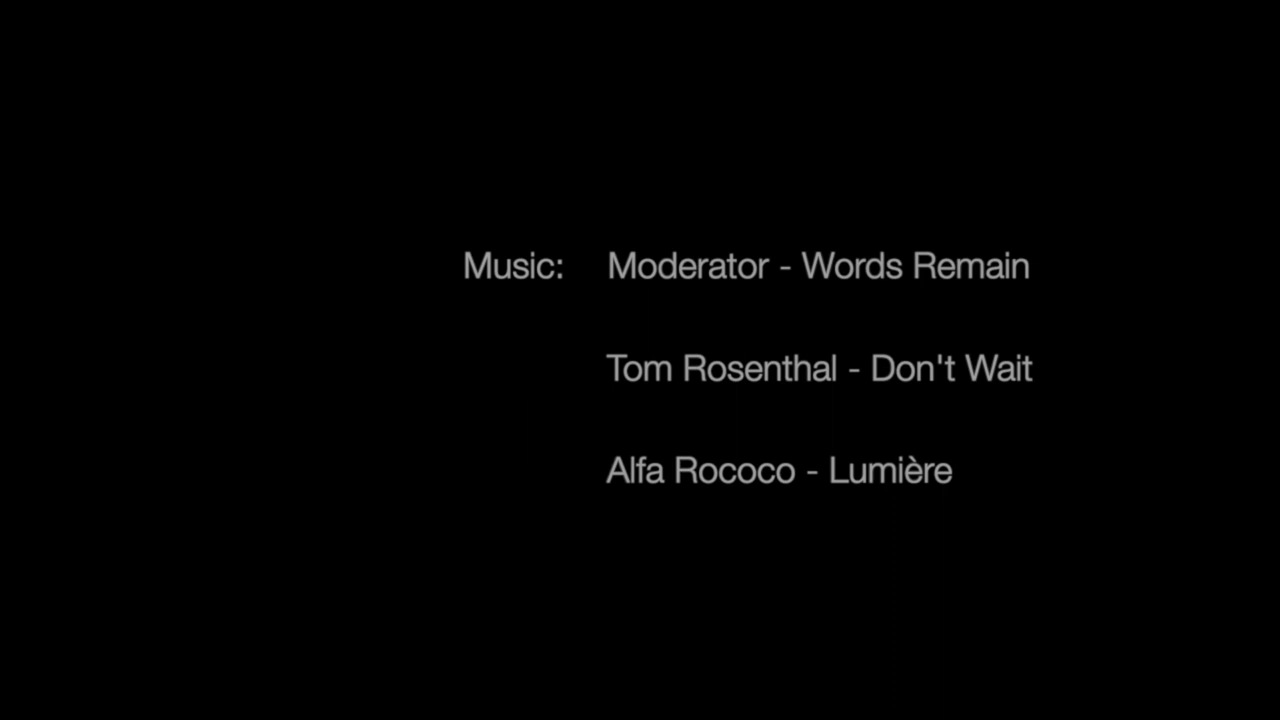 Music: Moderator - Words Remain
Tom Rosenthal - Don't Wait
Alfa Rococo - Lumière